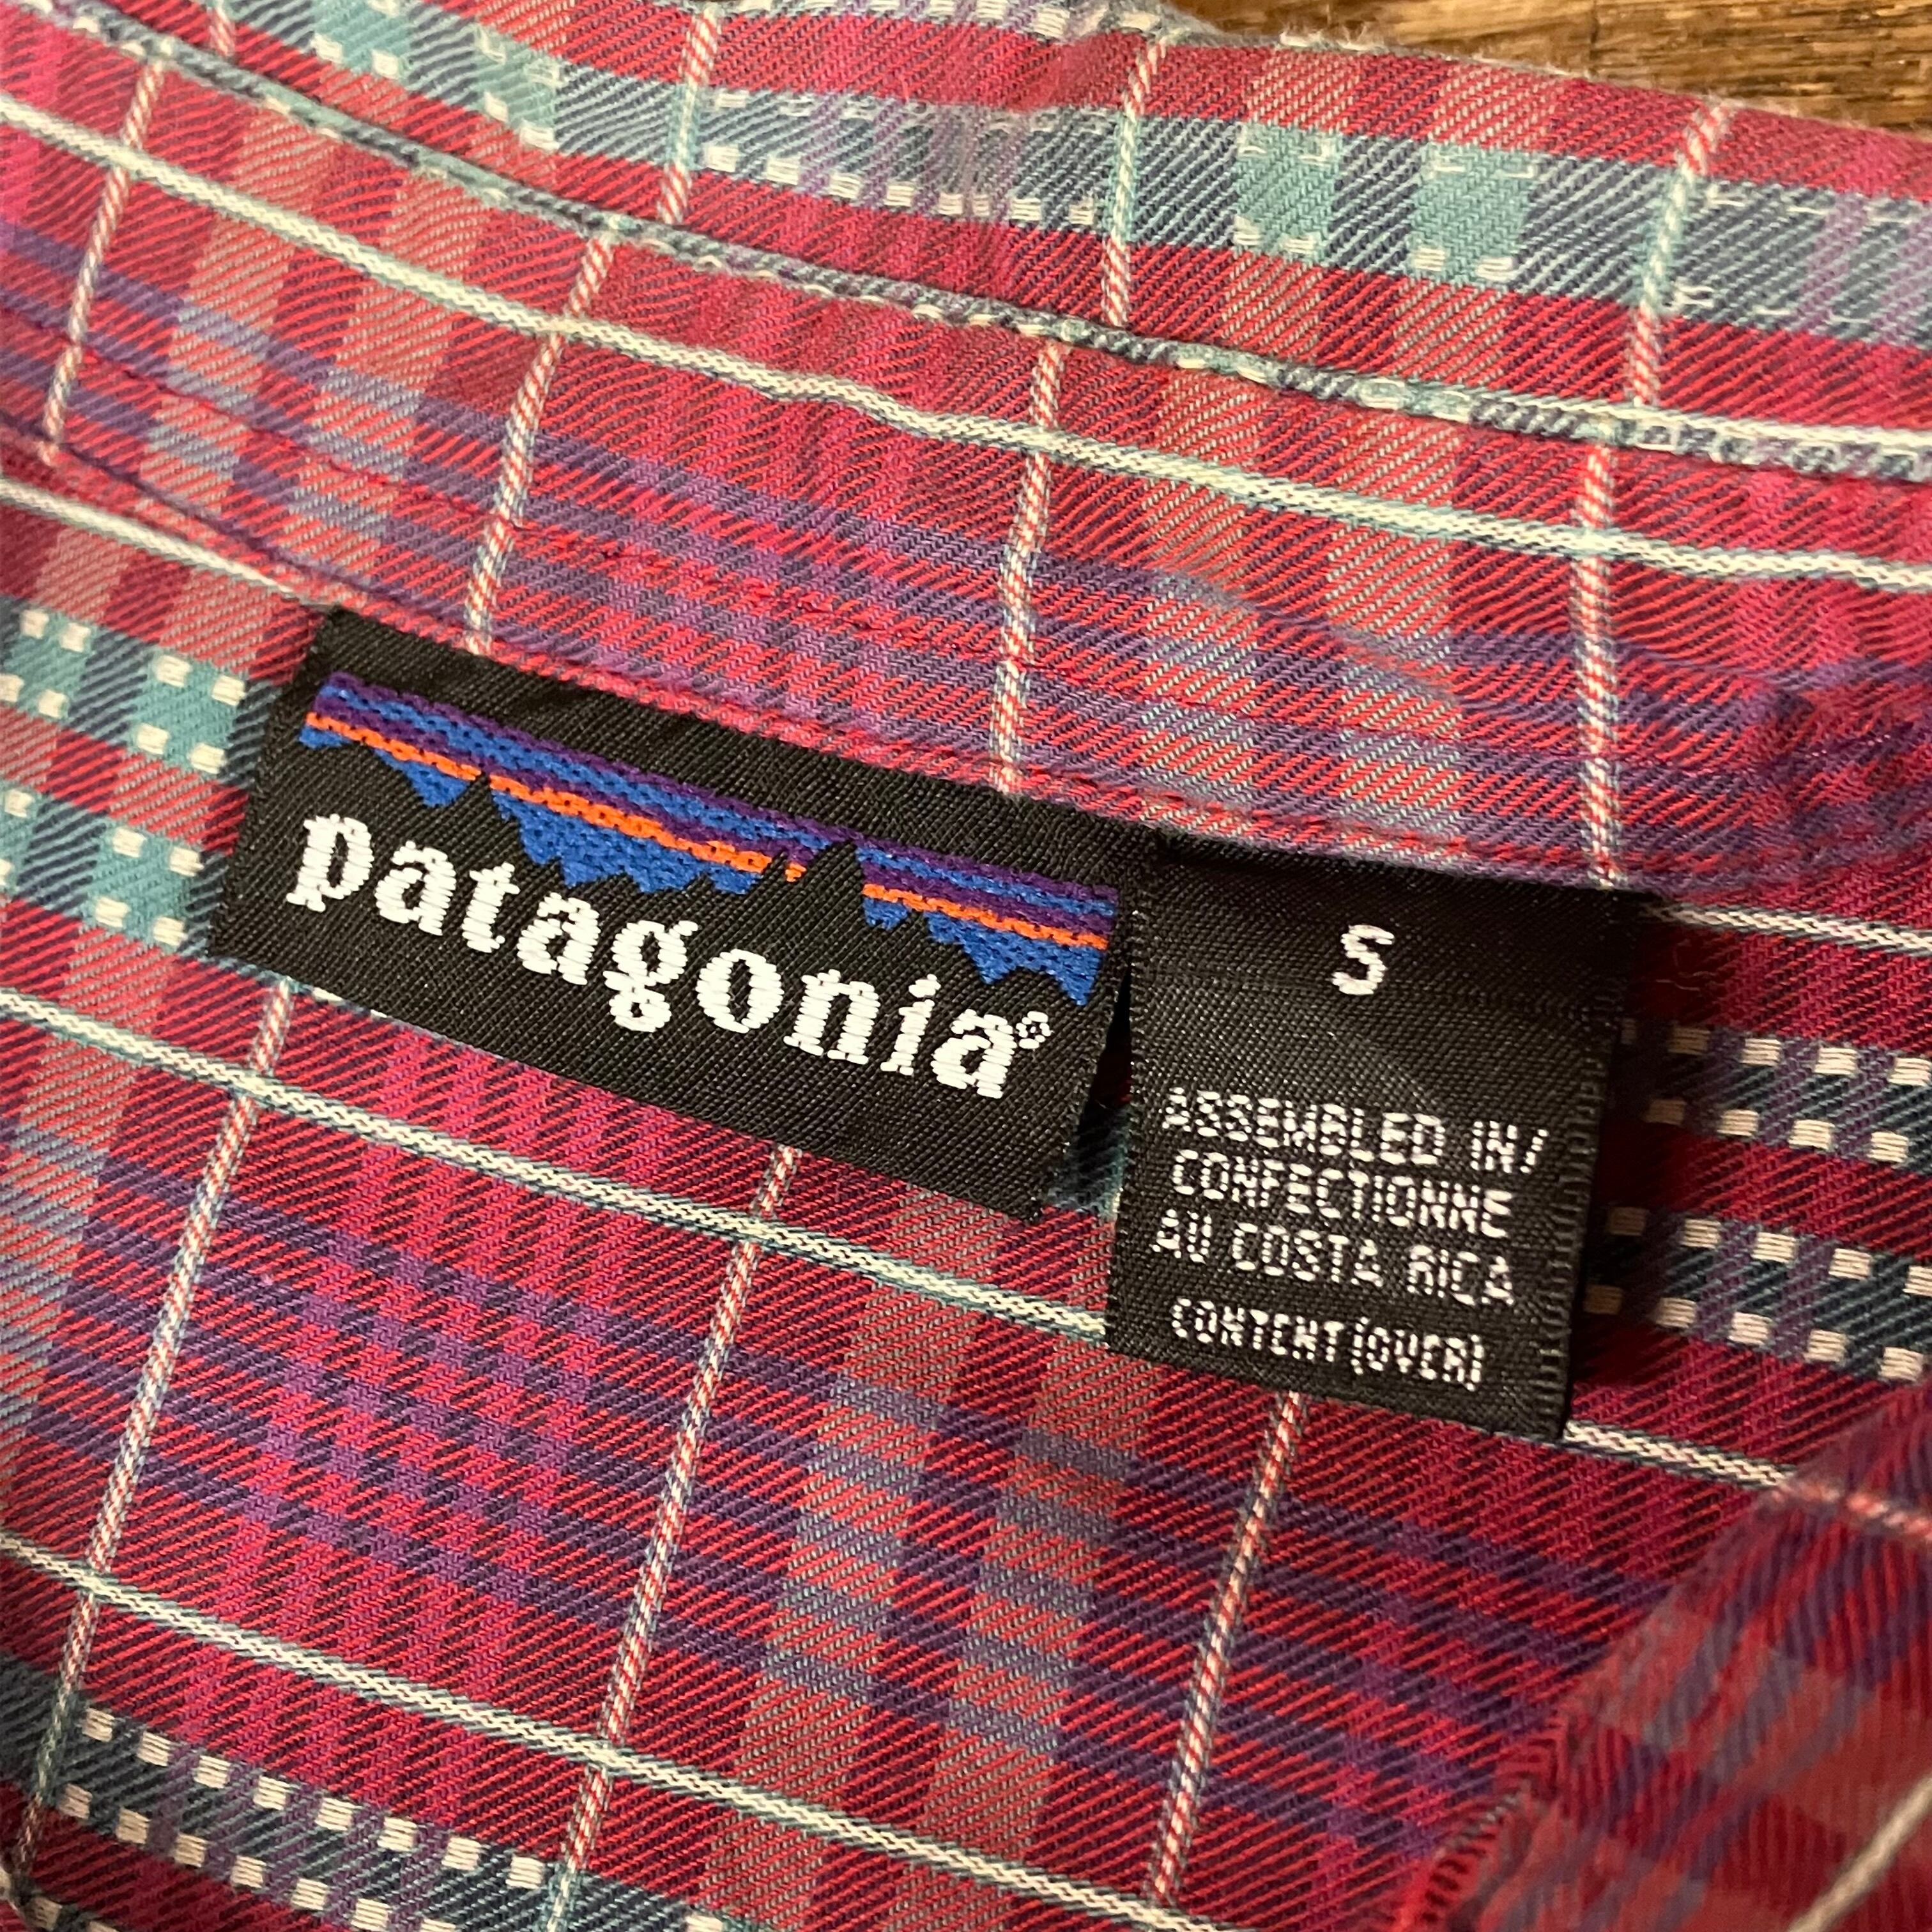 patagonia®
S
ASSEMBLED IN/
CONFECTIONNE
AU COSTA RICA
CONTENT (OVER)